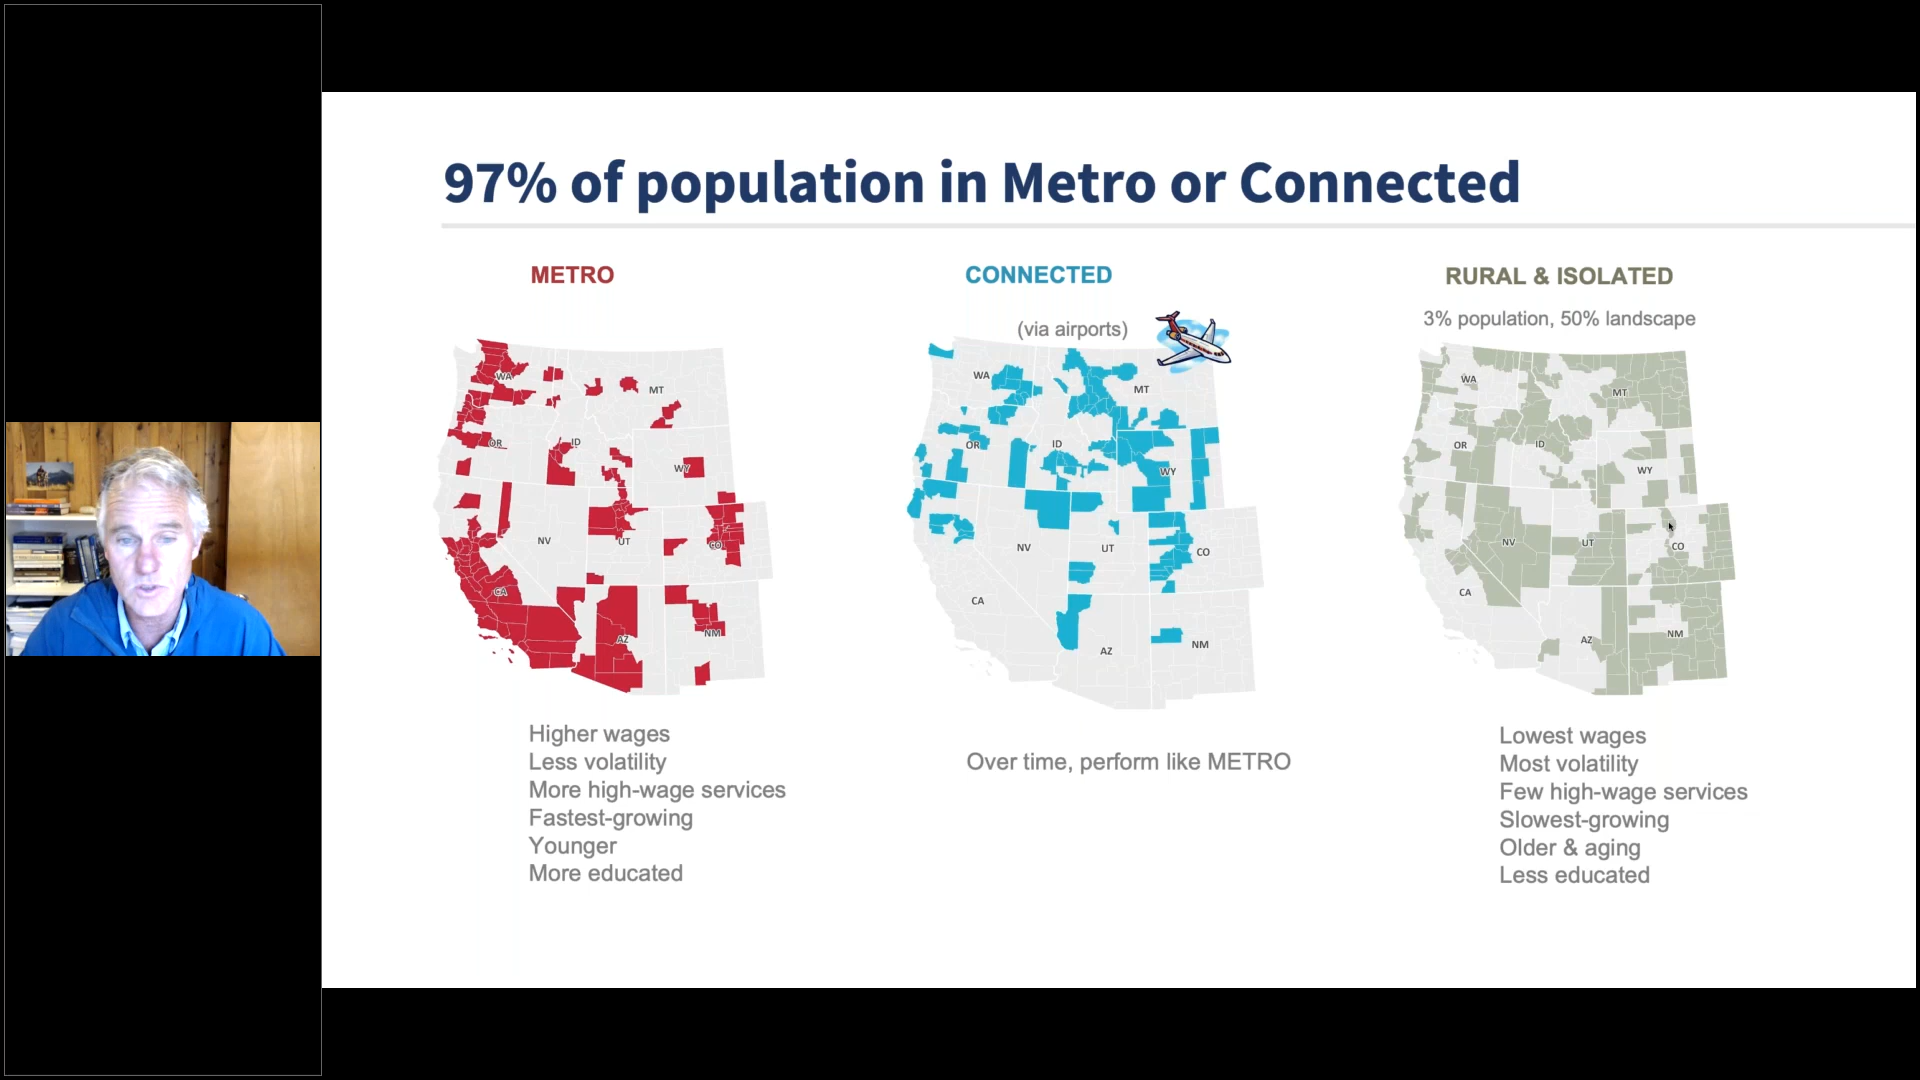 97% of population in Metro or Connected
METRO
WA
MT
OR
ID
WY
NV
UT
CO
CA
AZ
NM
Higher wages
Less volatility
More high-wage services
Fastest-growing
Younger
More educated
CONNECTED
(via airports)
WA
MT
OR
ID
WY
NV
UT
CO
CA
AZ
NM
Over time, perform like METRO
RURAL & ISOLATED
3% population, 50% landscape
WA
MT
OR
ID
WY
NV
UT
CO
CA
AZ
NM
Lowest wages
Most volatility
Few high-wage services
Slowest-growing
Older & aging
Less educated